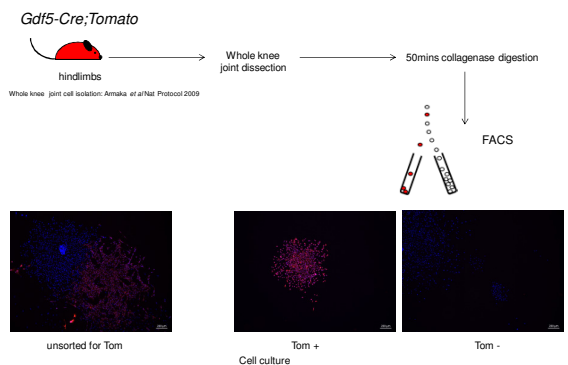 Gdf5-Cre;Tomato
hindlimbs
Whole knee joint cell isolation: Armaka et al Nat Protocol 2009
Whole knee
joint dissection
50mins collagenase digestion
FACS
unsorted for Tom
Tom +
Tom -
Cell culture